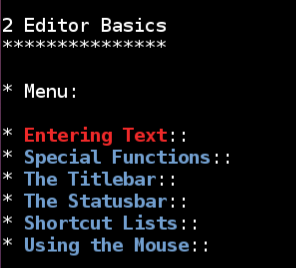 2 Editor Basics
***************
* Menu:
* Entering Text::
* Special Functions::
* The Titlebar::
* The Statusbar::
* Shortcut Lists::
* Using the Mouse::